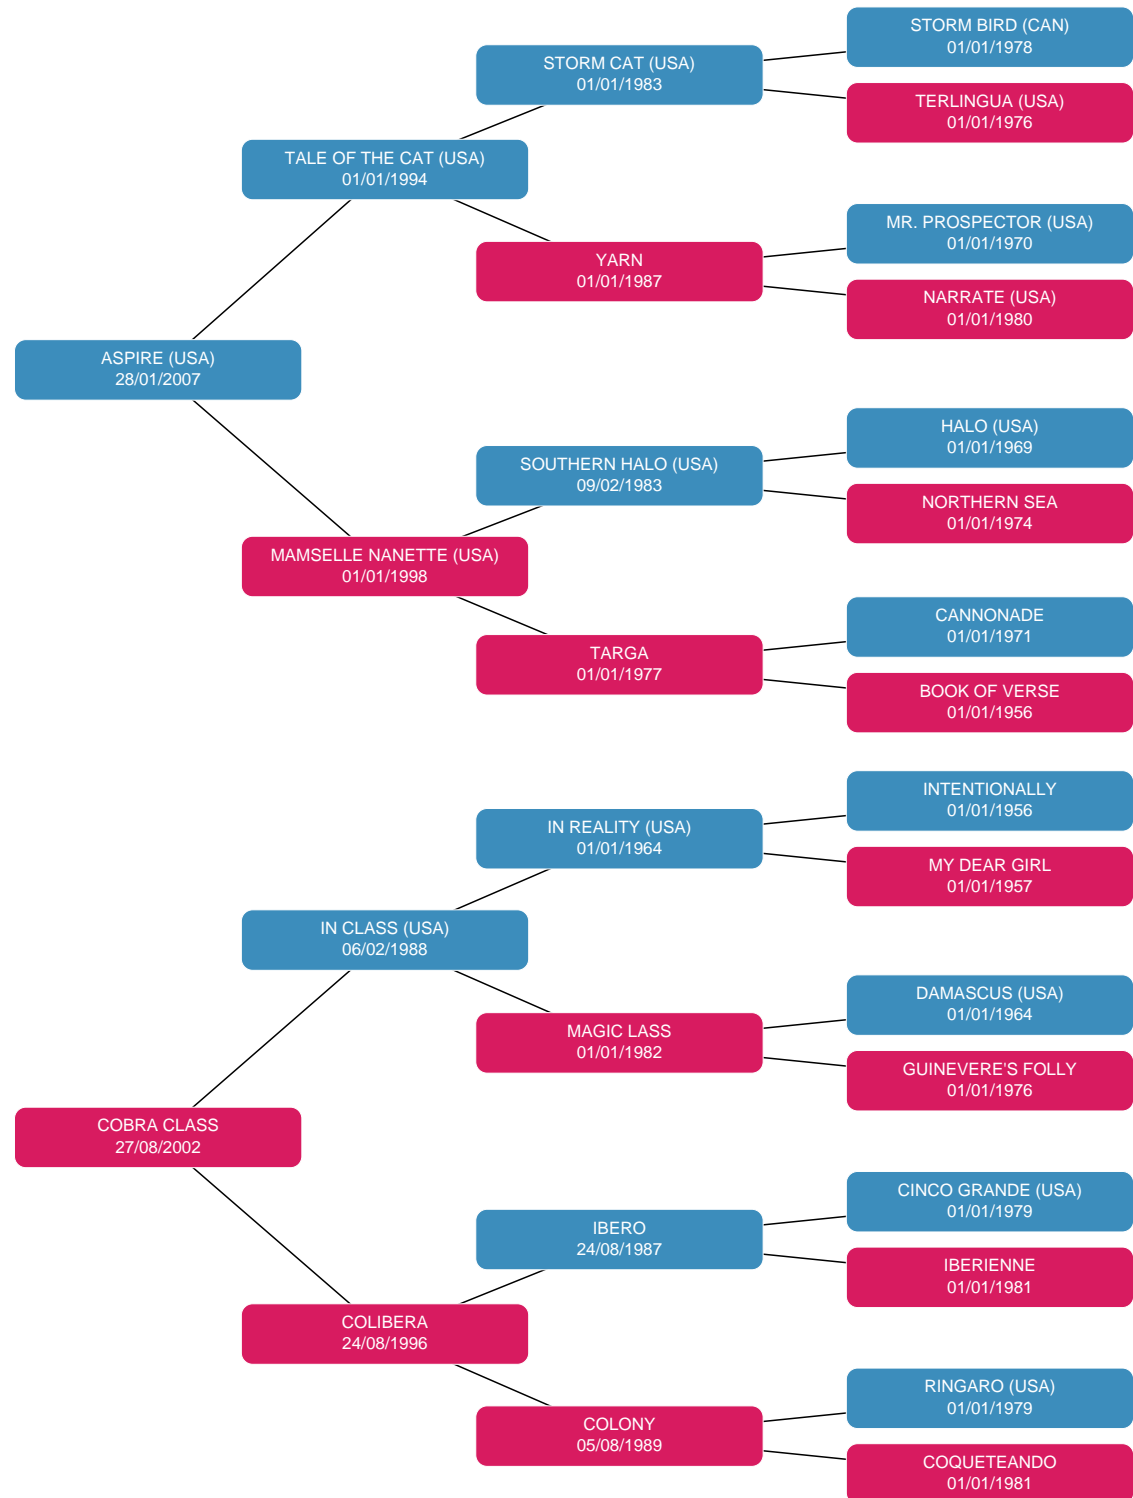 STORM BIRD (CAN)
01/01/1978
STORM CAT (USA)
01/01/1983
TERLINGUA (USA)
01/01/1976
TALE OF THE CAT (USA)
01/01/1994
MR. PROSPECTOR (USA)
01/01/1970
YARN
01/01/1987
NARRATE (USA)
01/01/1980
ASPIRE (USA)
28/01/2007
HALO (USA)
01/01/1969
SOUTHERN HALO (USA)
09/02/1983
NORTHERN SEA
01/01/1974
MAMSELLE NANETTE (USA)
01/01/1998
CANNONADE
01/01/1971
TARGA
01/01/1977
BOOK OF VERSE
01/01/1956
INTENTIONALLY
01/01/1956
IN REALITY (USA)
01/01/1964
MY DEAR GIRL
01/01/1957
IN CLASS (USA)
06/02/1988
DAMASCUS (USA)
01/01/1964
MAGIC LASS
01/01/1982
GUINEVERE'S FOLLY
01/01/1976
COBRA CLASS
27/08/2002
CINCO GRANDE (USA)
01/01/1979
IBERO
24/08/1987
IBERIENNE
01/01/1981
COLIBERA
24/08/1996
RINGARO (USA)
01/01/1979
COLONY
05/08/1989
COQUETEANDO
01/01/1981